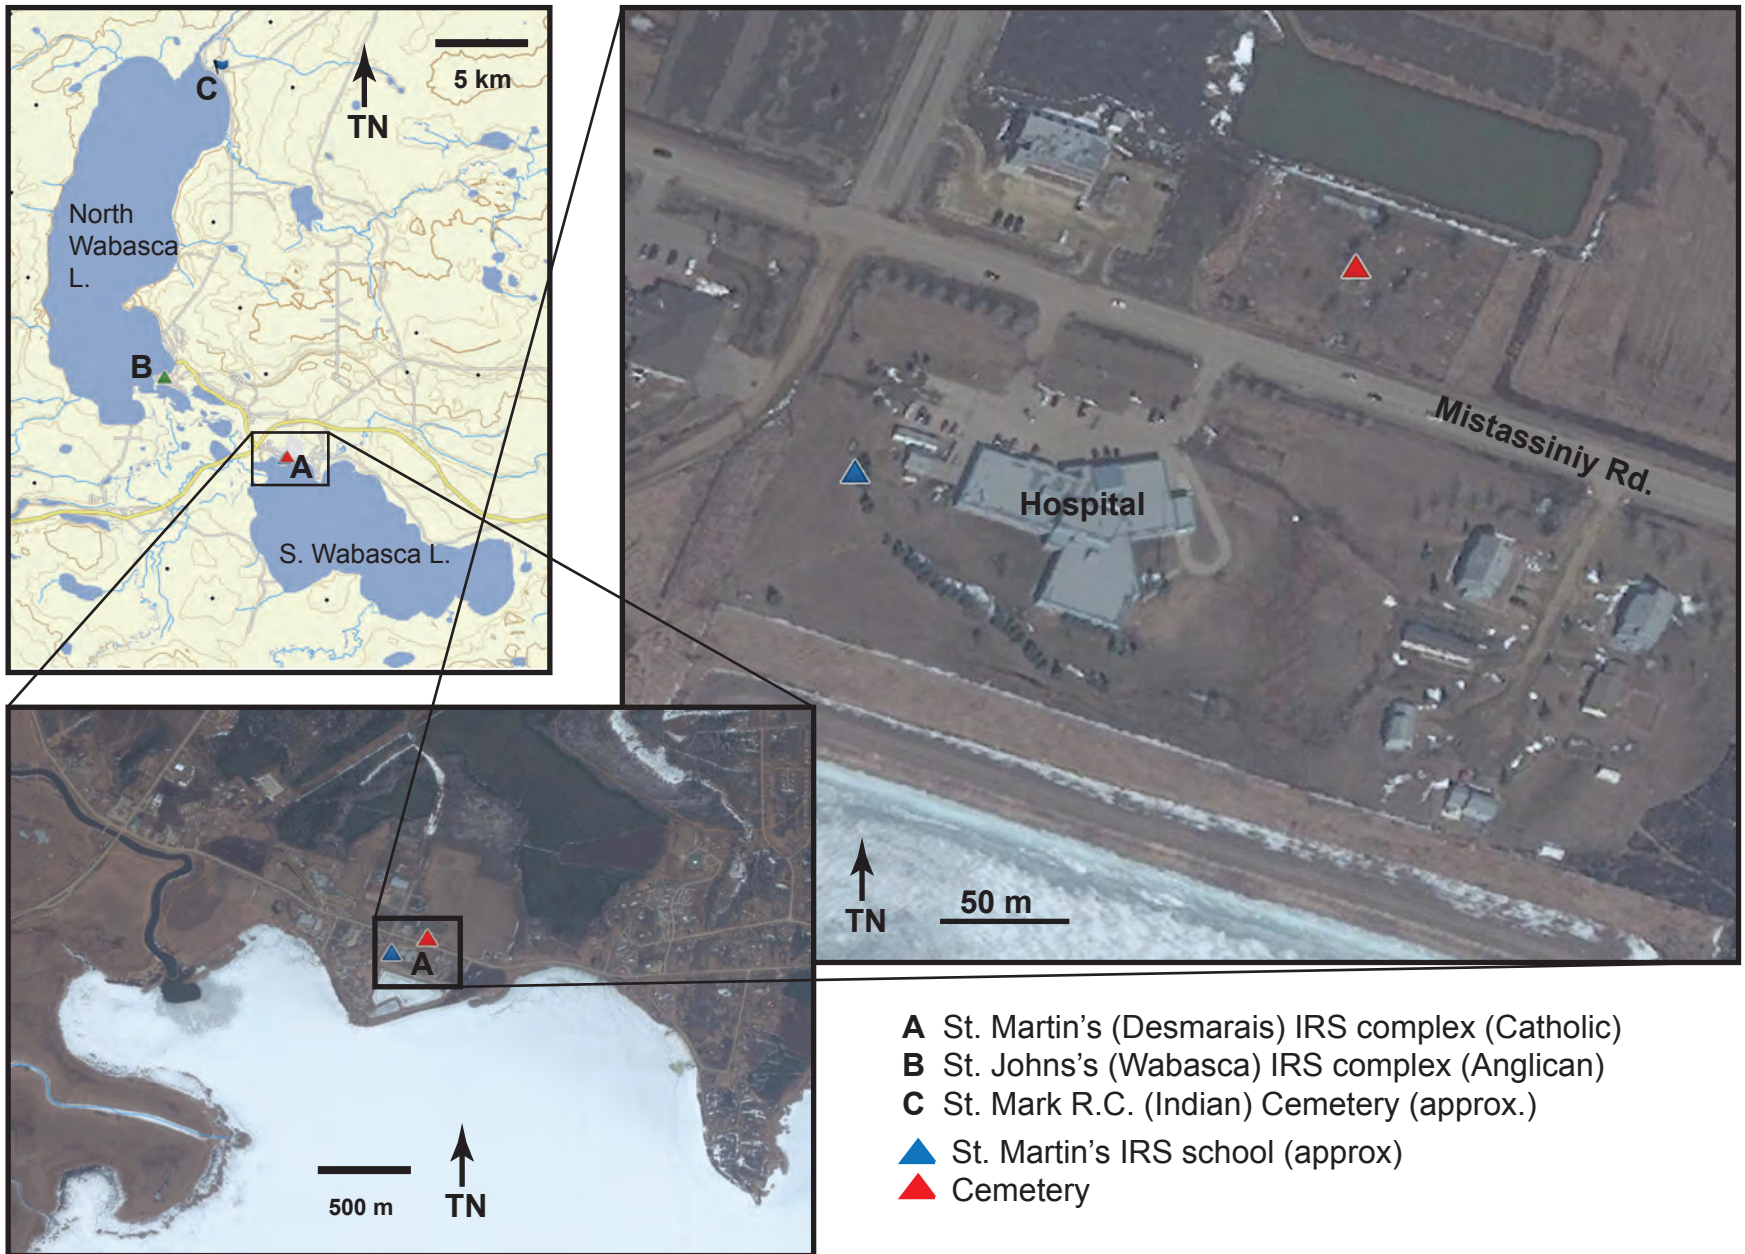 C
5 km
TN
North
Wabasca
L.
B
A
S. Wabasca L.
Hospital
Mistassiniy Rd.
TN
50 m
A
500 m
TN
A St. Martin's (Desmarais) IRS complex (Catholic)
B St. Johns's (Wabasca) IRS complex (Anglican)
C St. Mark R.C. (Indian) Cemetery (approx.)
St. Martin's IRS school (approx)
Cemetery